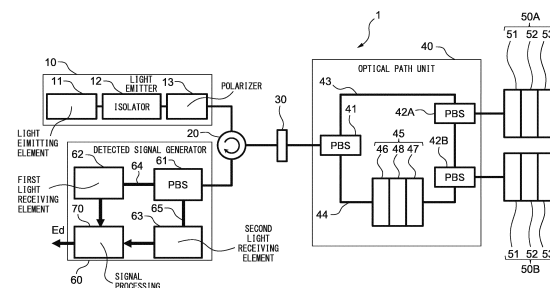 1
50A
51 52 53
10
11 12 LIGHT EMITTER 13
ISOLATOR
POLARIZER
LIGHT EIMITTING ELEMENT
20
30
40
OPTICAL PATH UNIT
43
41
PBS
42A
PBS
45
46 48 47
42B
PBS
44
DETECTED SIGNAL GENERATOR
62
64
61
PBS
FIRST LIGHT RECEIVING ELEMENT
65
70
63
SECOND LIGHT RECEIVING ELEMENT
Ed
60
SIGNAL PROCESSING
51 52 53
50B